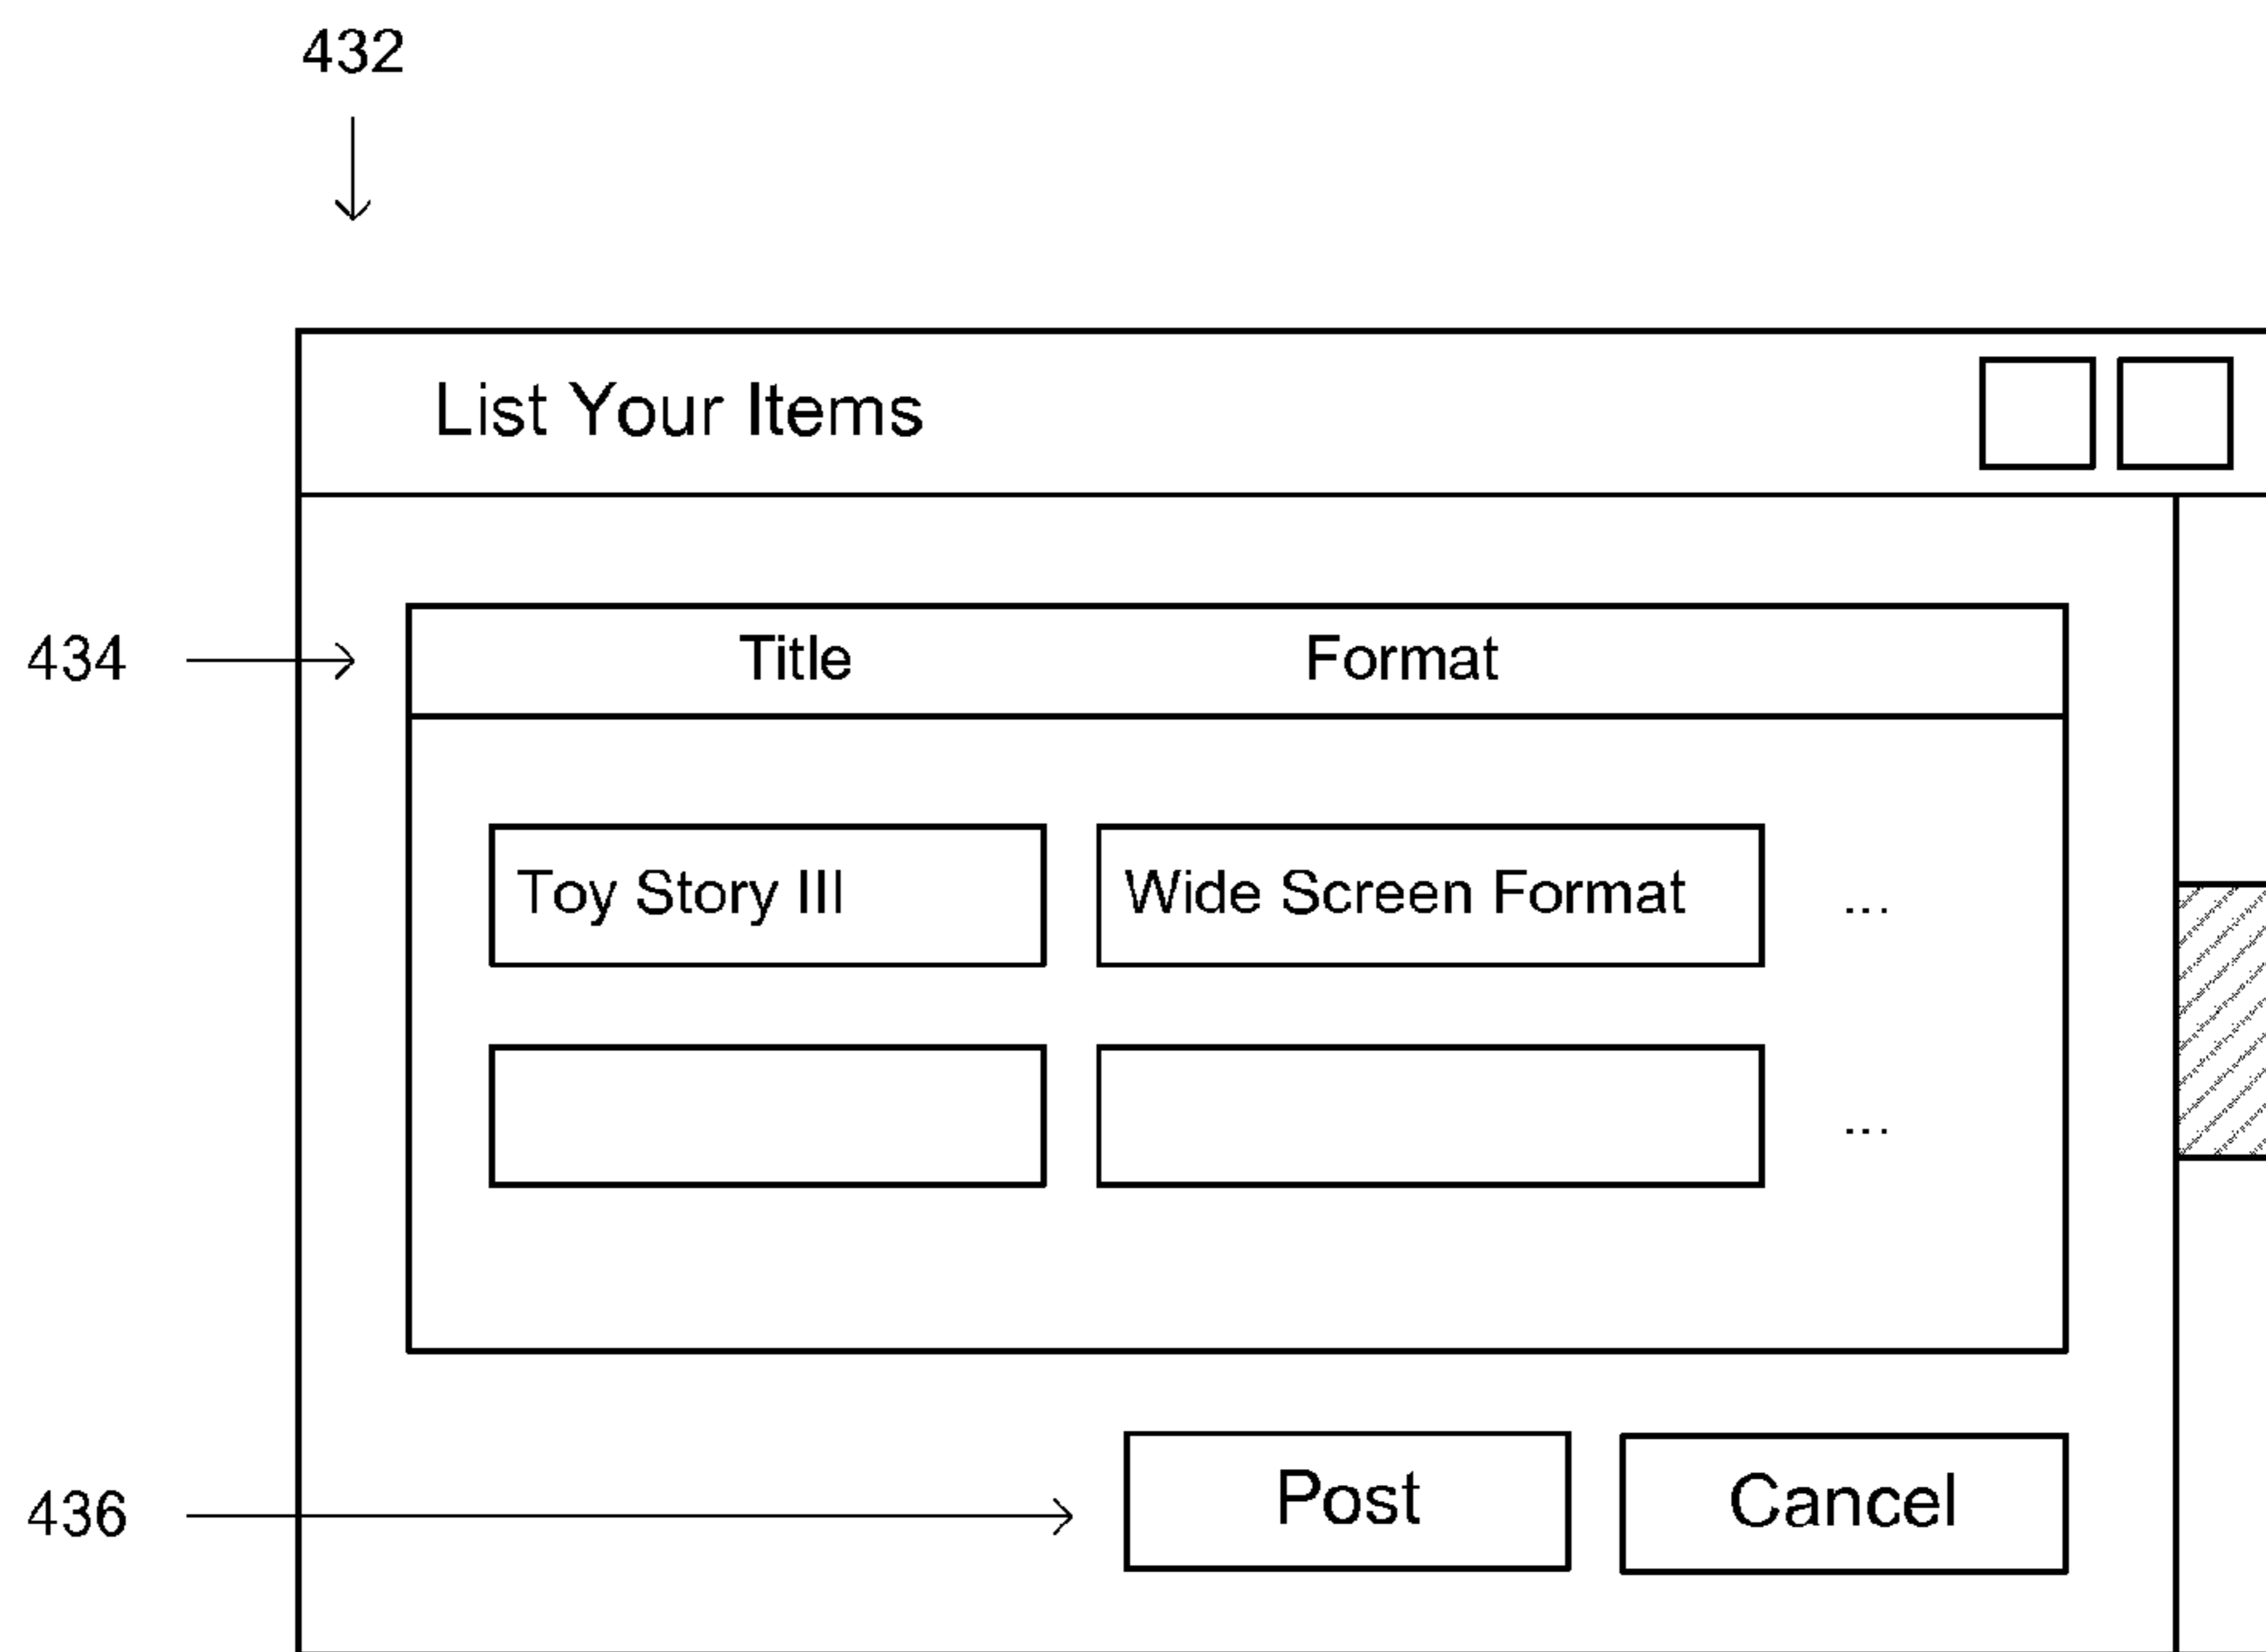 432
List Your Items
434
Title Format
Toy Story III Wide Screen Format ...
...
436
Post Cancel